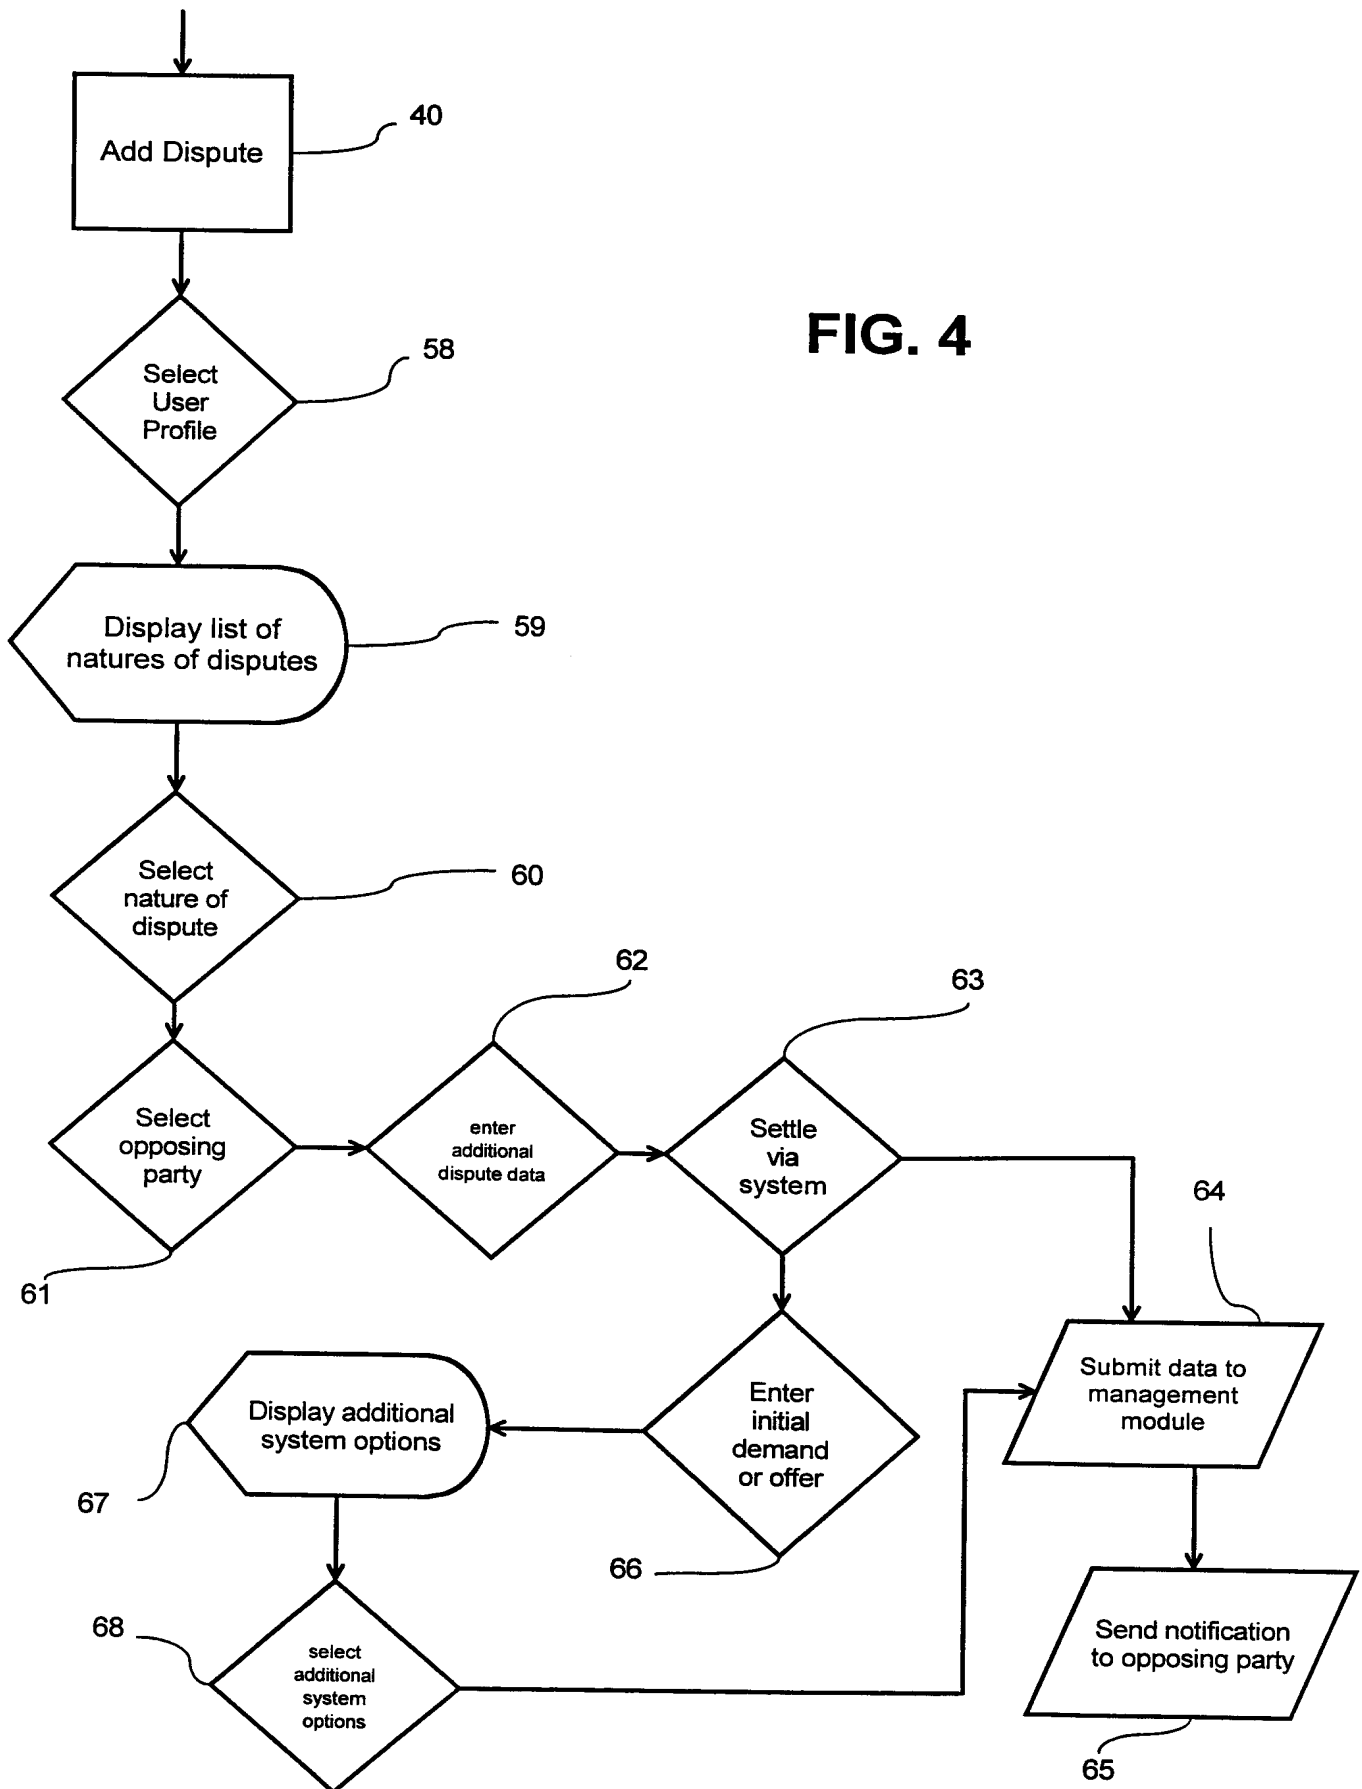 40
Add Dispute
FIG. 4
58
Select
User
Profile
59
Display list of
natures of disputes
60
Select
nature of
dispute
62
63
Select
opposing
party
enter
additional
dispute data
Settle
via
system
64
61
Submit data to
management
module
Enter
initial
demand
or offer
Display additional
system options
67
66
68
select
additional
system
options
Send notification
to opposing party
65